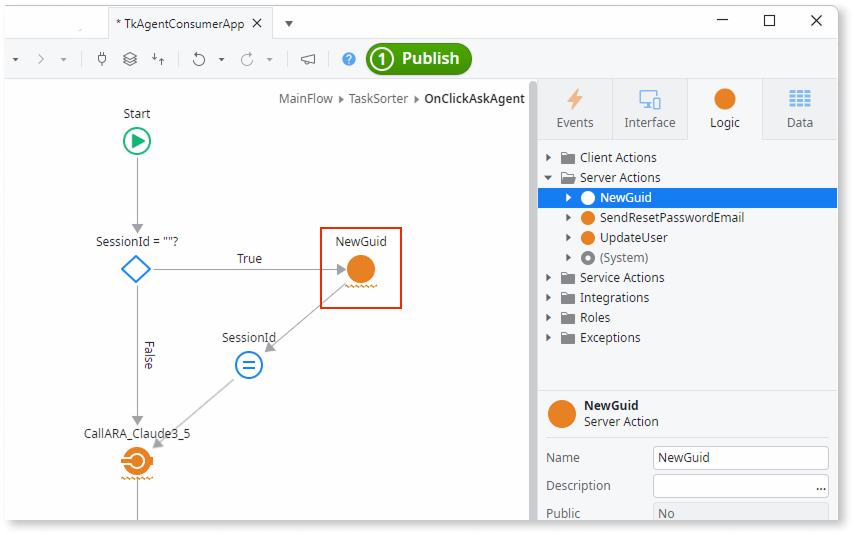 * TkAgentConsumerApp
1 Publish
MainFlow TaskSorter OnClickAskAgent
Start
SessionId = ""?
True
NewGuid
False
SessionId
CallARA_Claude3_5
Events
Interface
Logic
Data
Client Actions
Server Actions
NewGuid
SendResetPasswordEmail
UpdateUser
(System)
Service Actions
Integrations
Roles
Exceptions
NewGuid
Server Action
Name NewGuid
Description ...
Public No